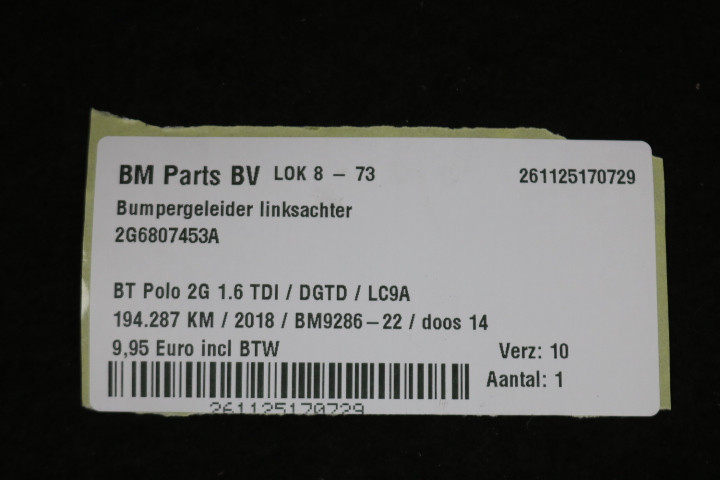 BM Parts BV LOK 8 - 73 261125170729
Bumpergeleider linksachter
2G6807453A
BT Polo 2G 1.6 TDI / DGTD / LC9A
194.287 KM / 2018 / BM9286-22 / doos 14
9,95 Euro incl BTW Verz: 10
Aantal: 1
261125170729